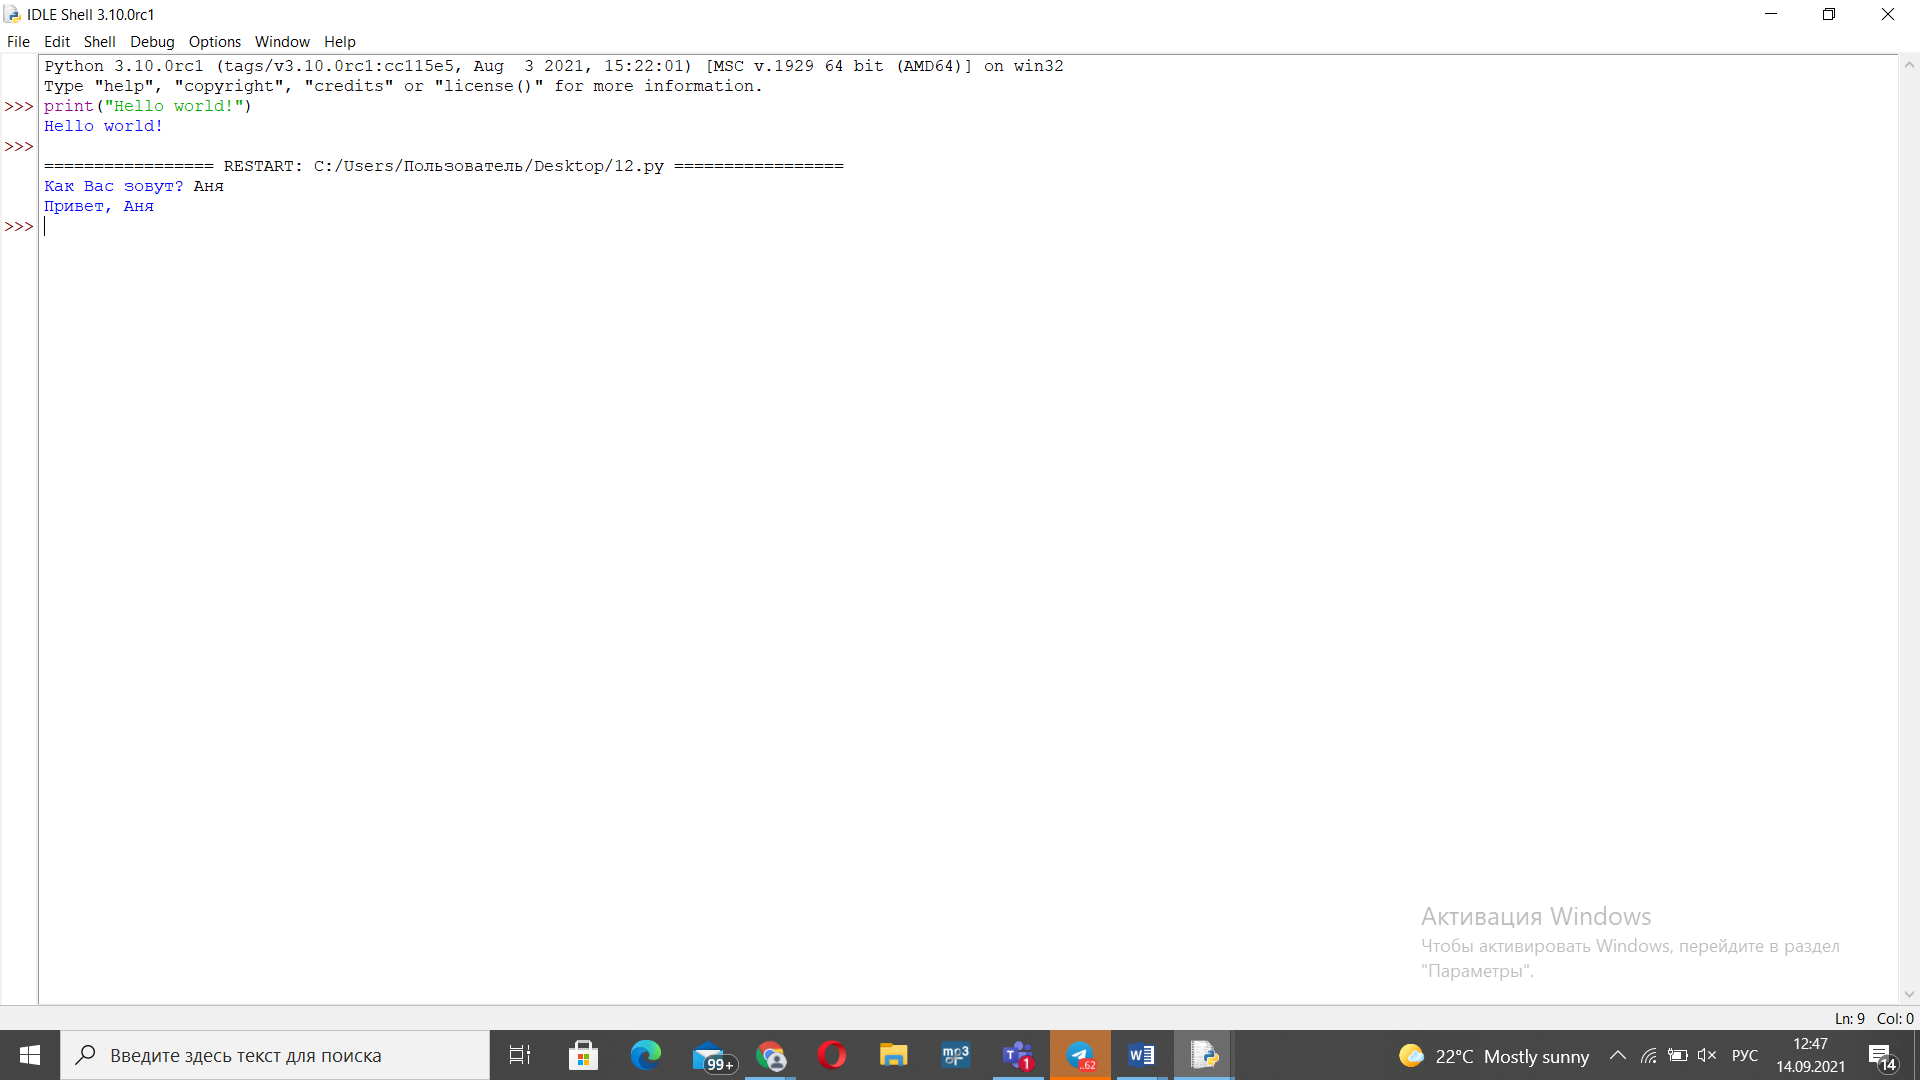 IDLE Shell 3.10.0rc1
File Edit Shell Debug Options Window Help
Python 3.10.0rc1 (tags/v3.10.0rc1:cc115e5, Aug  3 2021, 15:22:01) [MSC v.1929 64 bit (AMD64)] on win32
Type "help", "copyright", "credits" or "license()" for more information.
>>> print("Hello world!")
Hello world!
>>>
================= RESTART: C:/Users/Пользователь/Desktop/12.py =================
Как Вас зовут? Аня
Привет, Аня
>>>
Активация Windows
Чтобы активировать Windows, перейдите в раздел
"Параметры".
Ln: 9 Col: 0
Введите здесь текст для поиска
99+
mp3
1
..62
22°C Mostly sunny
РУС
12:47
14.09.2021
14